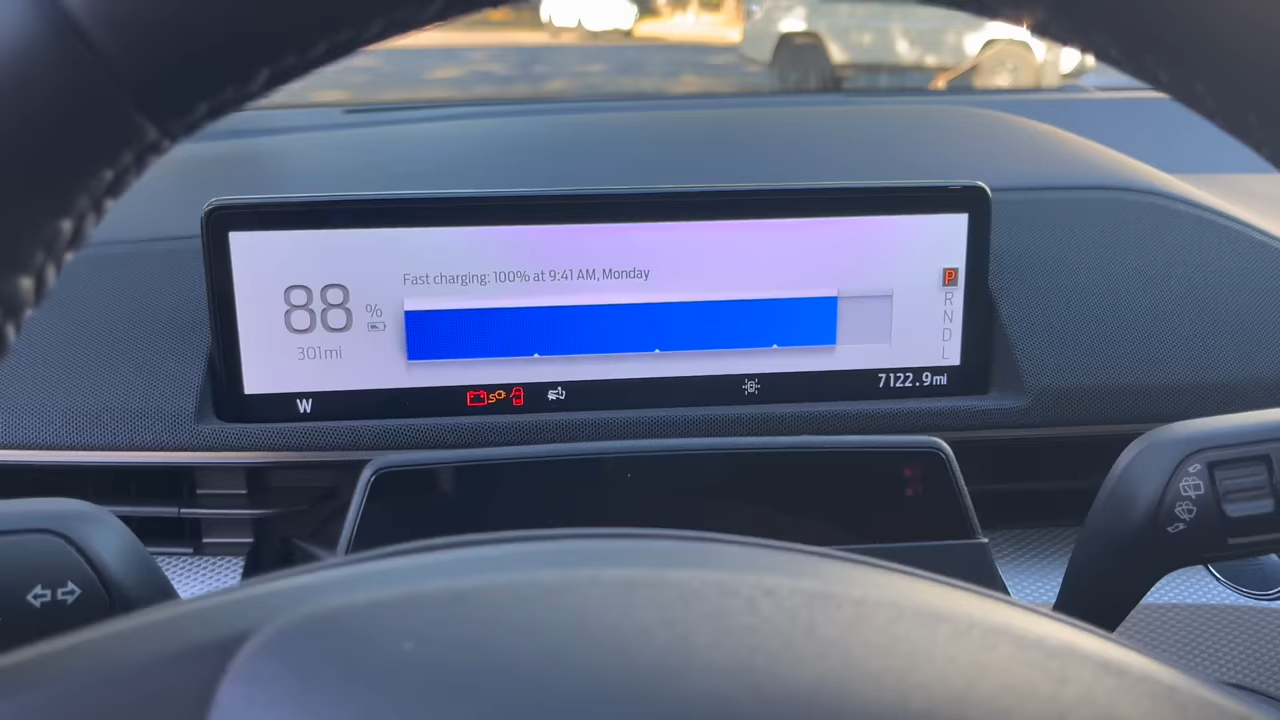 Fast charging: 100% at 9:41 AM, Monday
88 %
301mi
P
R
N
D
L
W
7122.9mi